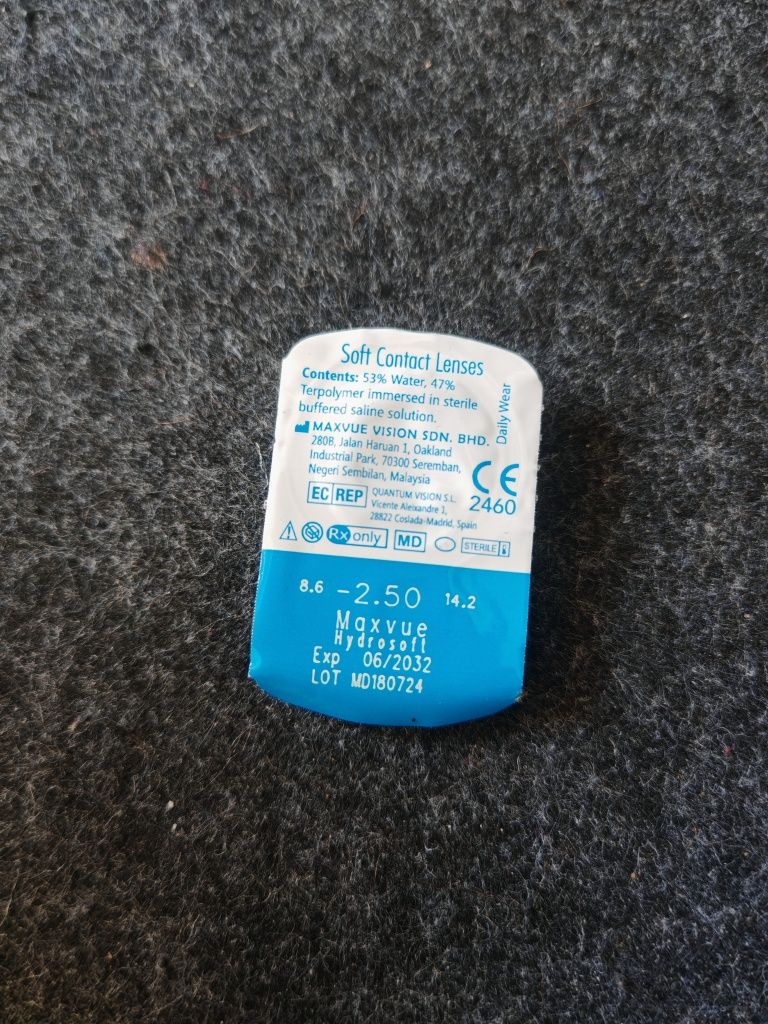 Soft Contact Lenses
Contents: 53% Water, 47%
Terpolymer immersed in sterile
buffered saline solution.
Daily Wear
MAXVUE VISION SDN. BHD.
280B, Jalan Haruan 1, Oakland
Industrial Park, 70300 Seremban,
Negeri Sembilan, Malaysia
CE
2460
EC REP
QUANTUM VISION S.L.
Vicente Aleixandre 1,
28822 Coslada-Madrid, Spain
Rx only MD STERILE
8.6 -2.50 14.2
Maxvue
Hydrosoft
Exp 06/2032
LOT MD180724